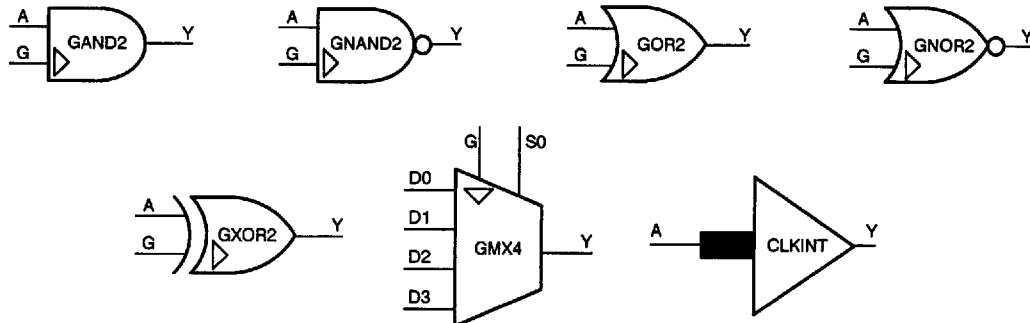 A
G
GAND2
Y
A
G
GNAND2
Y
A
G
GOR2
Y
A
G
GNOR2
Y
A
G
GXOR2
Y
G
S0
D0
D1
D2
D3
GMX4
Y
A
CLKINT
Y